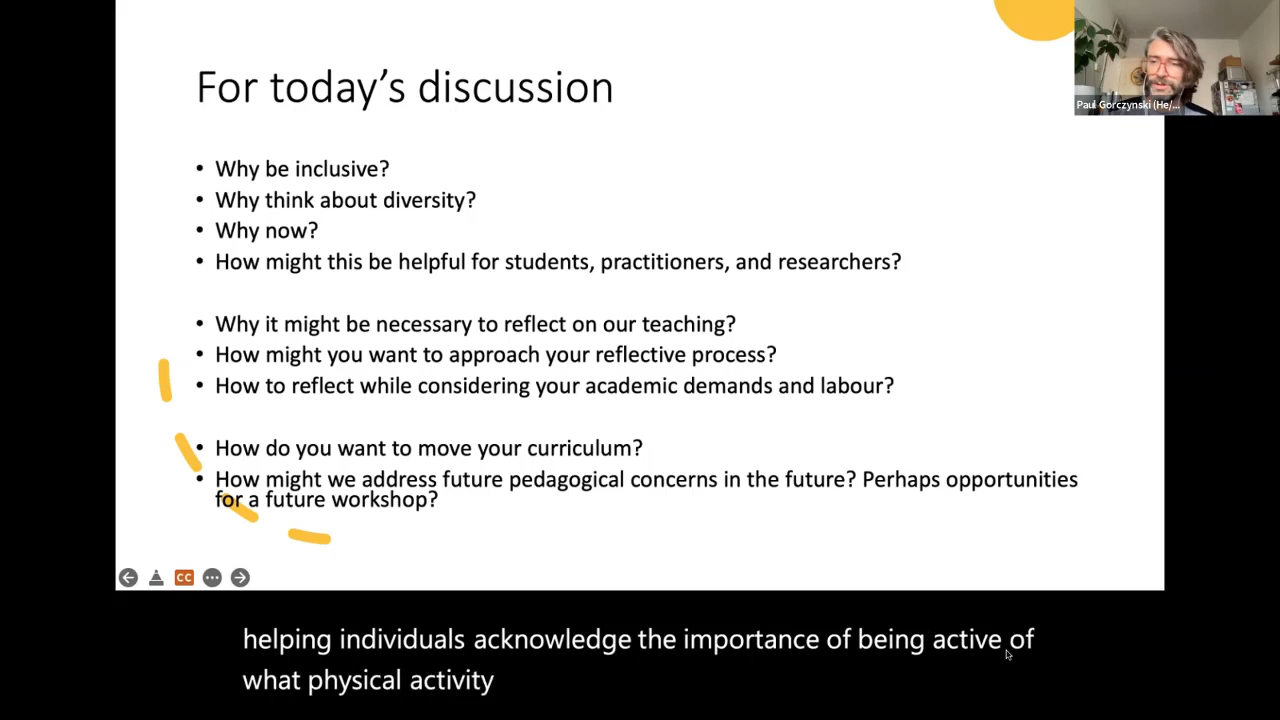 For today's discussion
Paul Gorczynski (He/...
• Why be inclusive?
• Why think about diversity?
• Why now?
• How might this be helpful for students, practitioners, and researchers?
• Why it might be necessary to reflect on our teaching?
• How might you want to approach your reflective process?
• How to reflect while considering your academic demands and labour?
• How do you want to move your curriculum?
• How might we address future pedagogical concerns in the future? Perhaps opportunities
for a future workshop?
CC
helping individuals acknowledge the importance of being active of
what physical activity